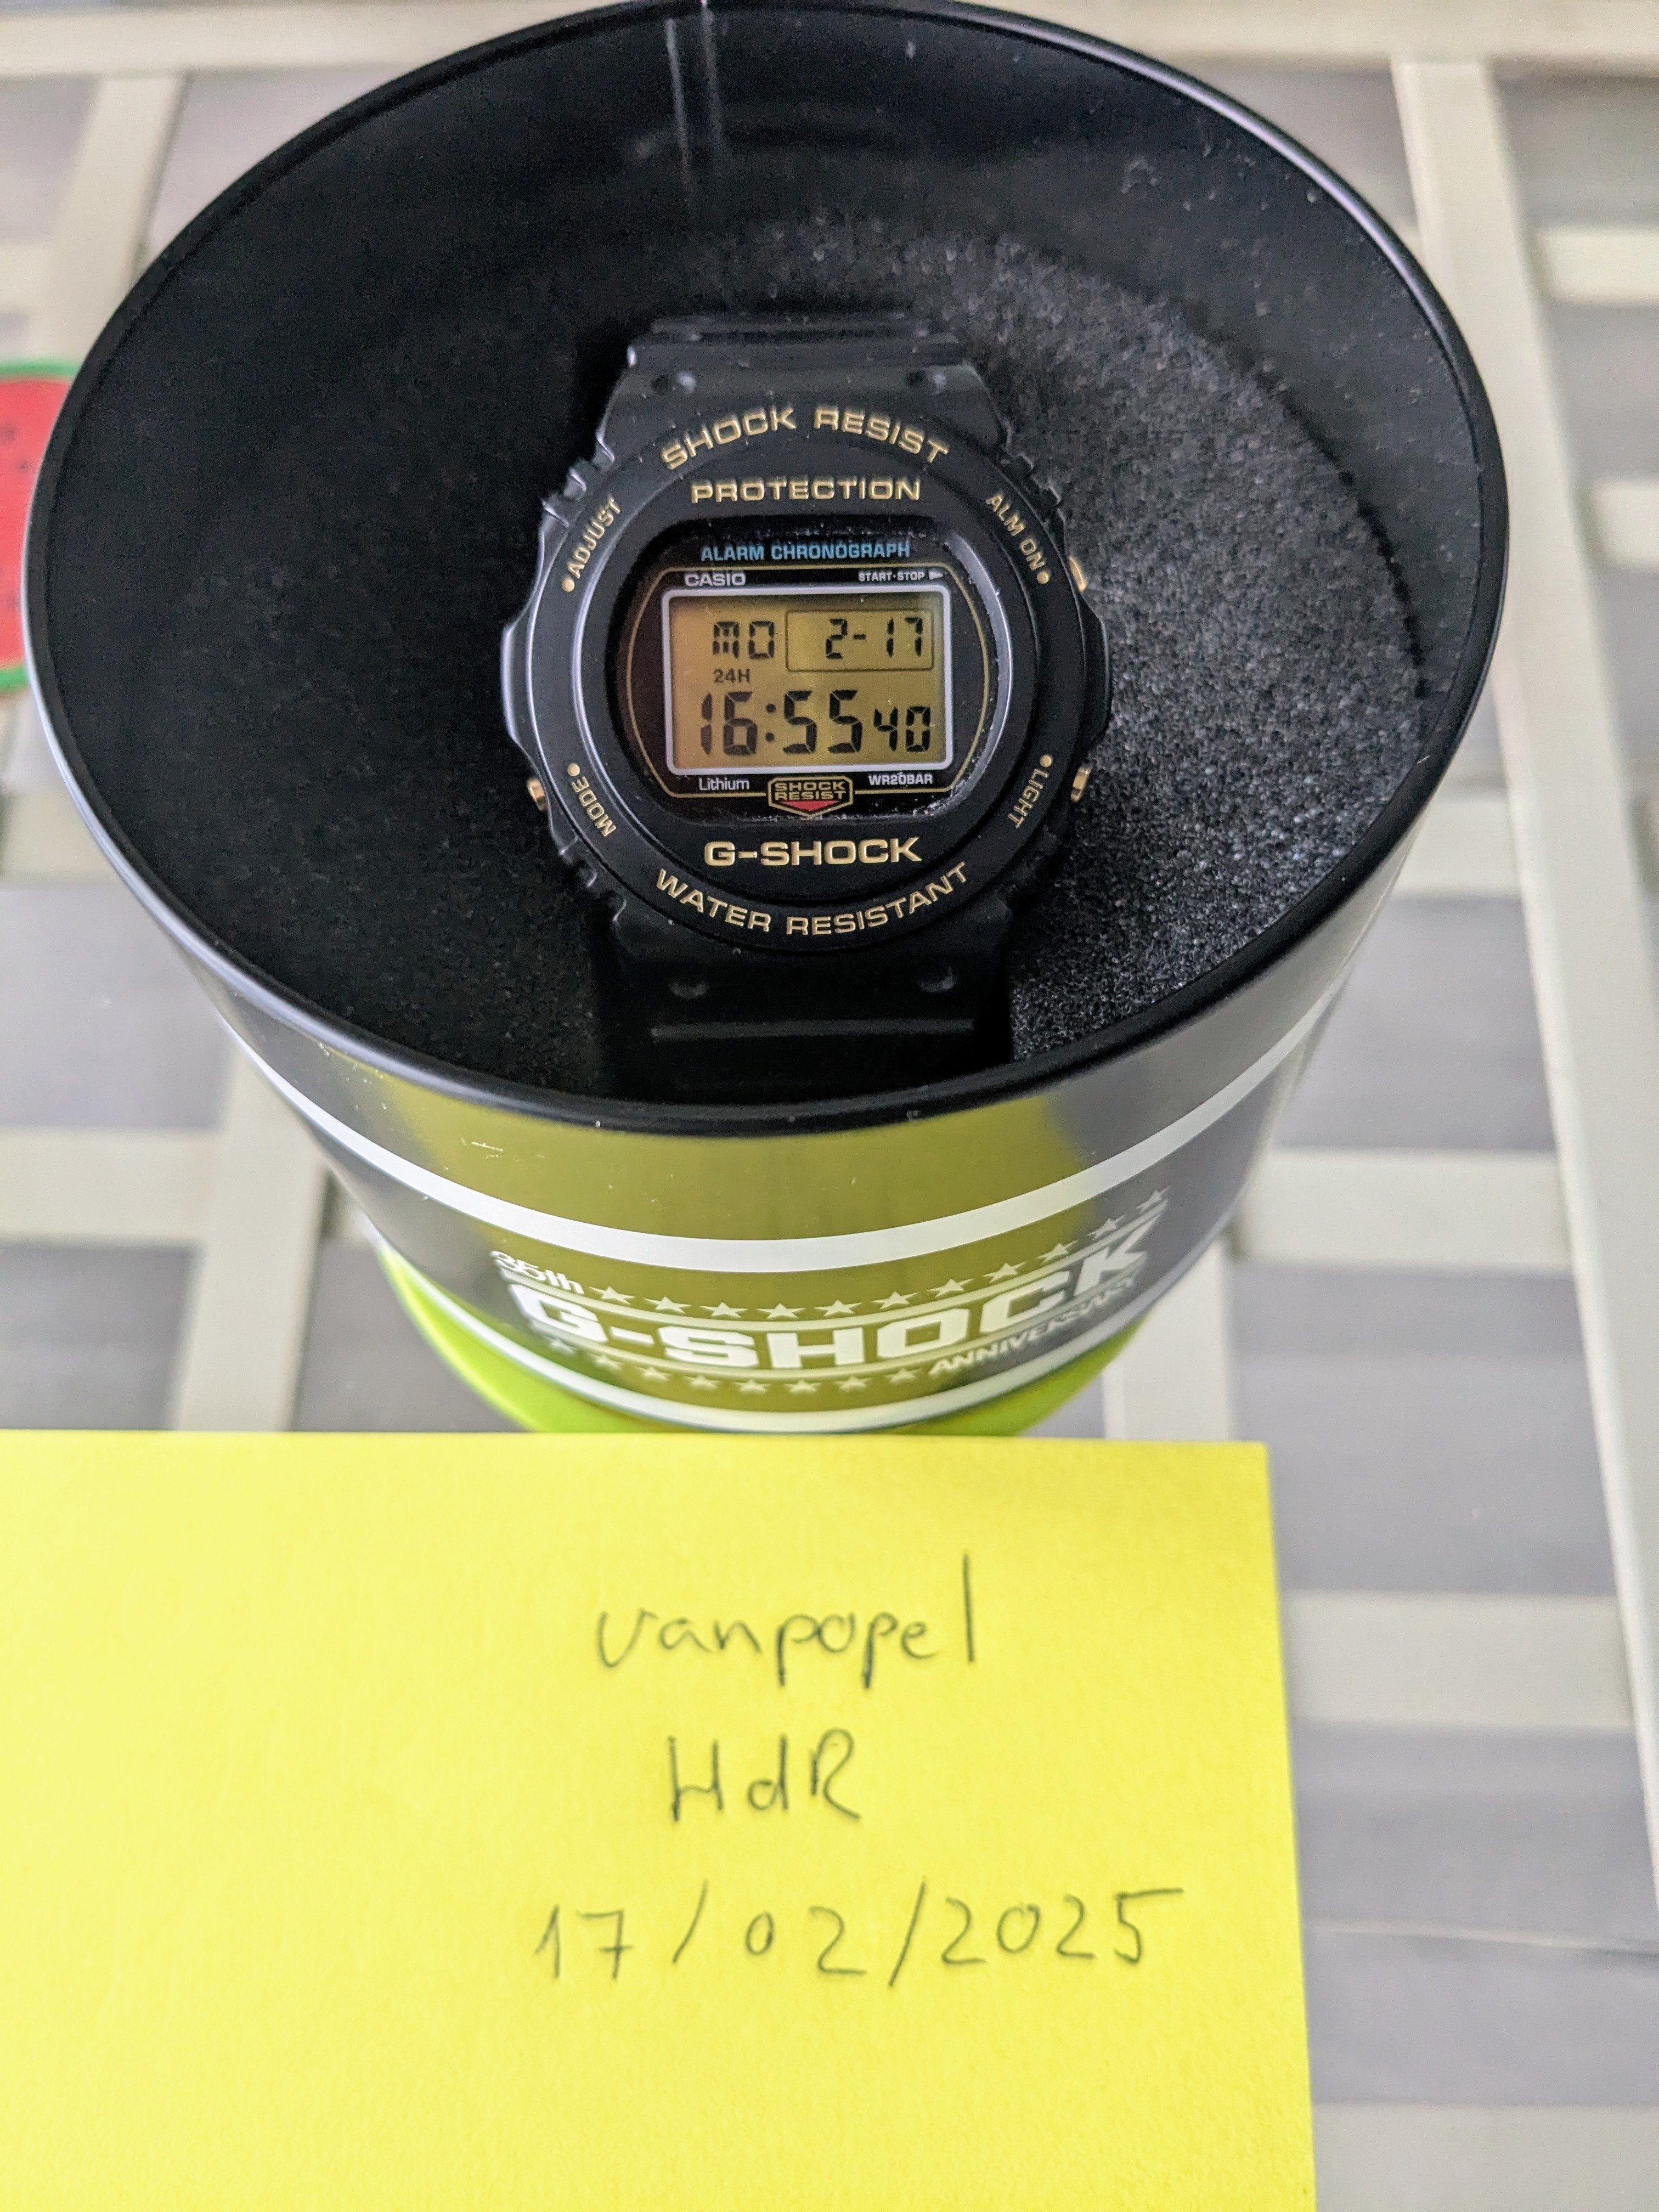 SHOCK RESIST
PROTECTION
•ADJUST
ALM ON•
ALARM CHRONOGRAPH
CASIO
START·STOP
MO 2-17
24H
16:55 40
Lithium
SHOCK
RESIST
WR20BAR
MODE•
•LIGHT
G-SHOCK
WATER RESISTANT
35th
G-SHOCK
ANNIVERSARY
vanpopel
HdR
17/02/2025